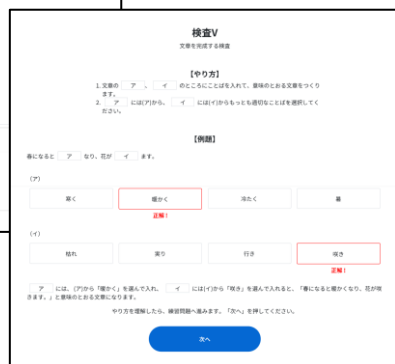 検査V
文章を完成する検査
【やり方】
1. 文章の ア 、 イ のところにことばを入れて、意味のとおる文章をつくり
ます。
2. ア には(ア)から、 イ には(イ)からもっとも適切なことばを選択してく
ださい。
【例題】
春になると ア なり、花が イ ます。
(ア)
寒く 暖かく 冷たく 暑
正解！
(イ)
枯れ 実り 行き 咲き
正解！
ア には、(ア)から「暖かく」を選んで入れ、 イ には(イ)から「咲き」を選んで入れると、「春になると暖かくなり、花が咲
きます。」と意味のとおる文章になります。
やり方を理解したら、練習問題へ進みます。「次へ」を押してください。
次へ